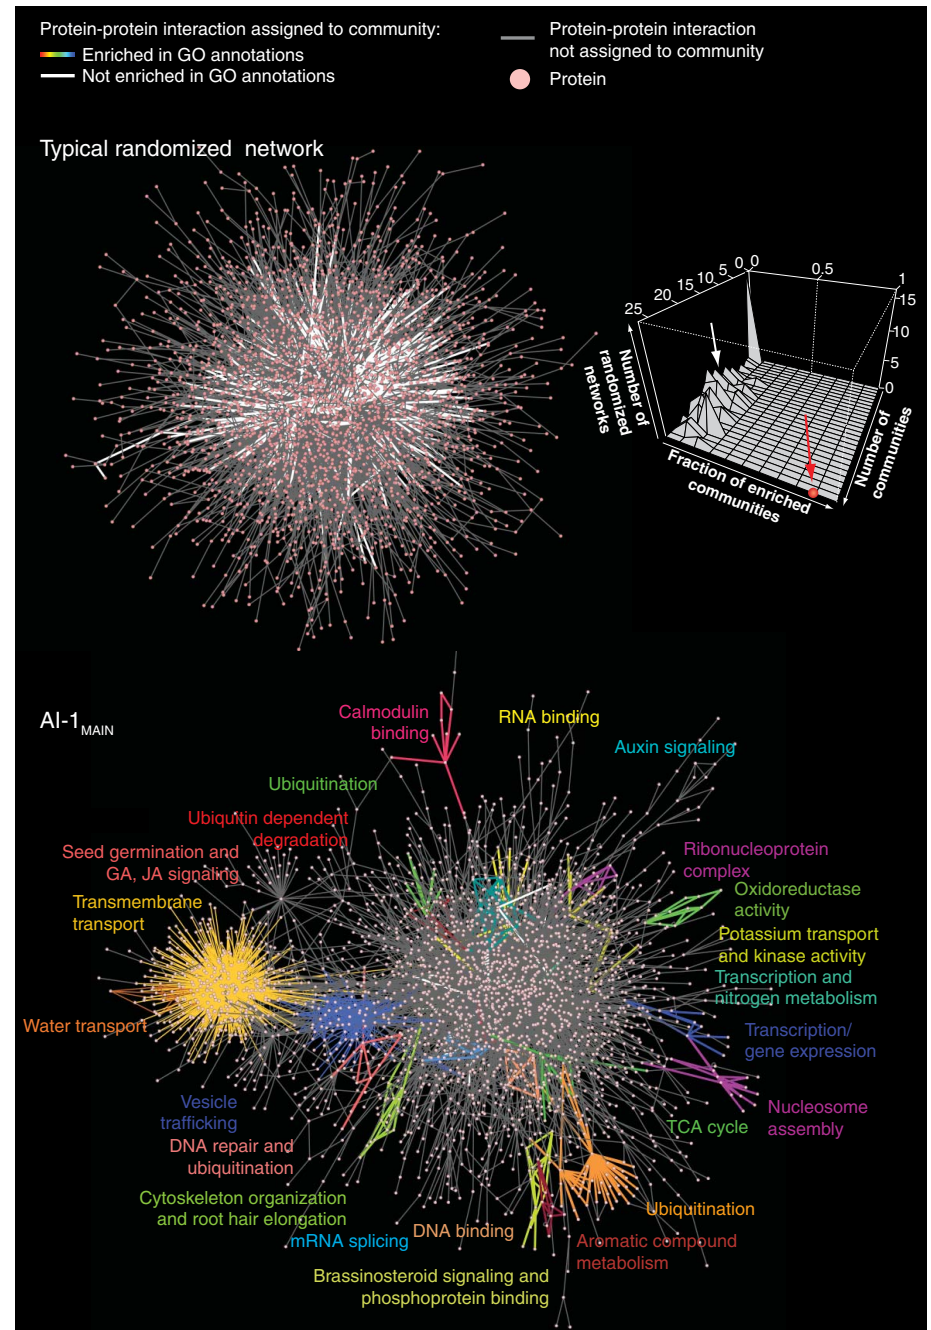 Protein-protein interaction assigned to community:
Enriched in GO annotations
Not enriched in GO annotations
Protein-protein interaction
not assigned to community
Protein
Typical randomized network
25
20
15
10
5
0
0
0.5
1
15
10
5
0
Number of
randomized
networks
Fraction of enriched
communities
Number of
communities
AI-1MAIN
Calmodulin
binding
RNA binding
Auxin signaling
Ubiquitination
Ubiquitin dependent
degradation
Seed germination and
GA, JA signaling
Transmembrane
transport
Water transport
Ribonucleoprotein
complex
Oxidoreductase
activity
Potassium transport
and kinase activity
Transcription and
nitrogen metabolism
Transcription/
gene expression
Nucleosome
assembly
TCA cycle
Vesicle
trafficking
DNA repair and
ubiquitination
Cytoskeleton organization
and root hair elongation
mRNA splicing
DNA binding
Ubiquitination
Aromatic compound
metabolism
Brassinosteroid signaling and
phosphoprotein binding